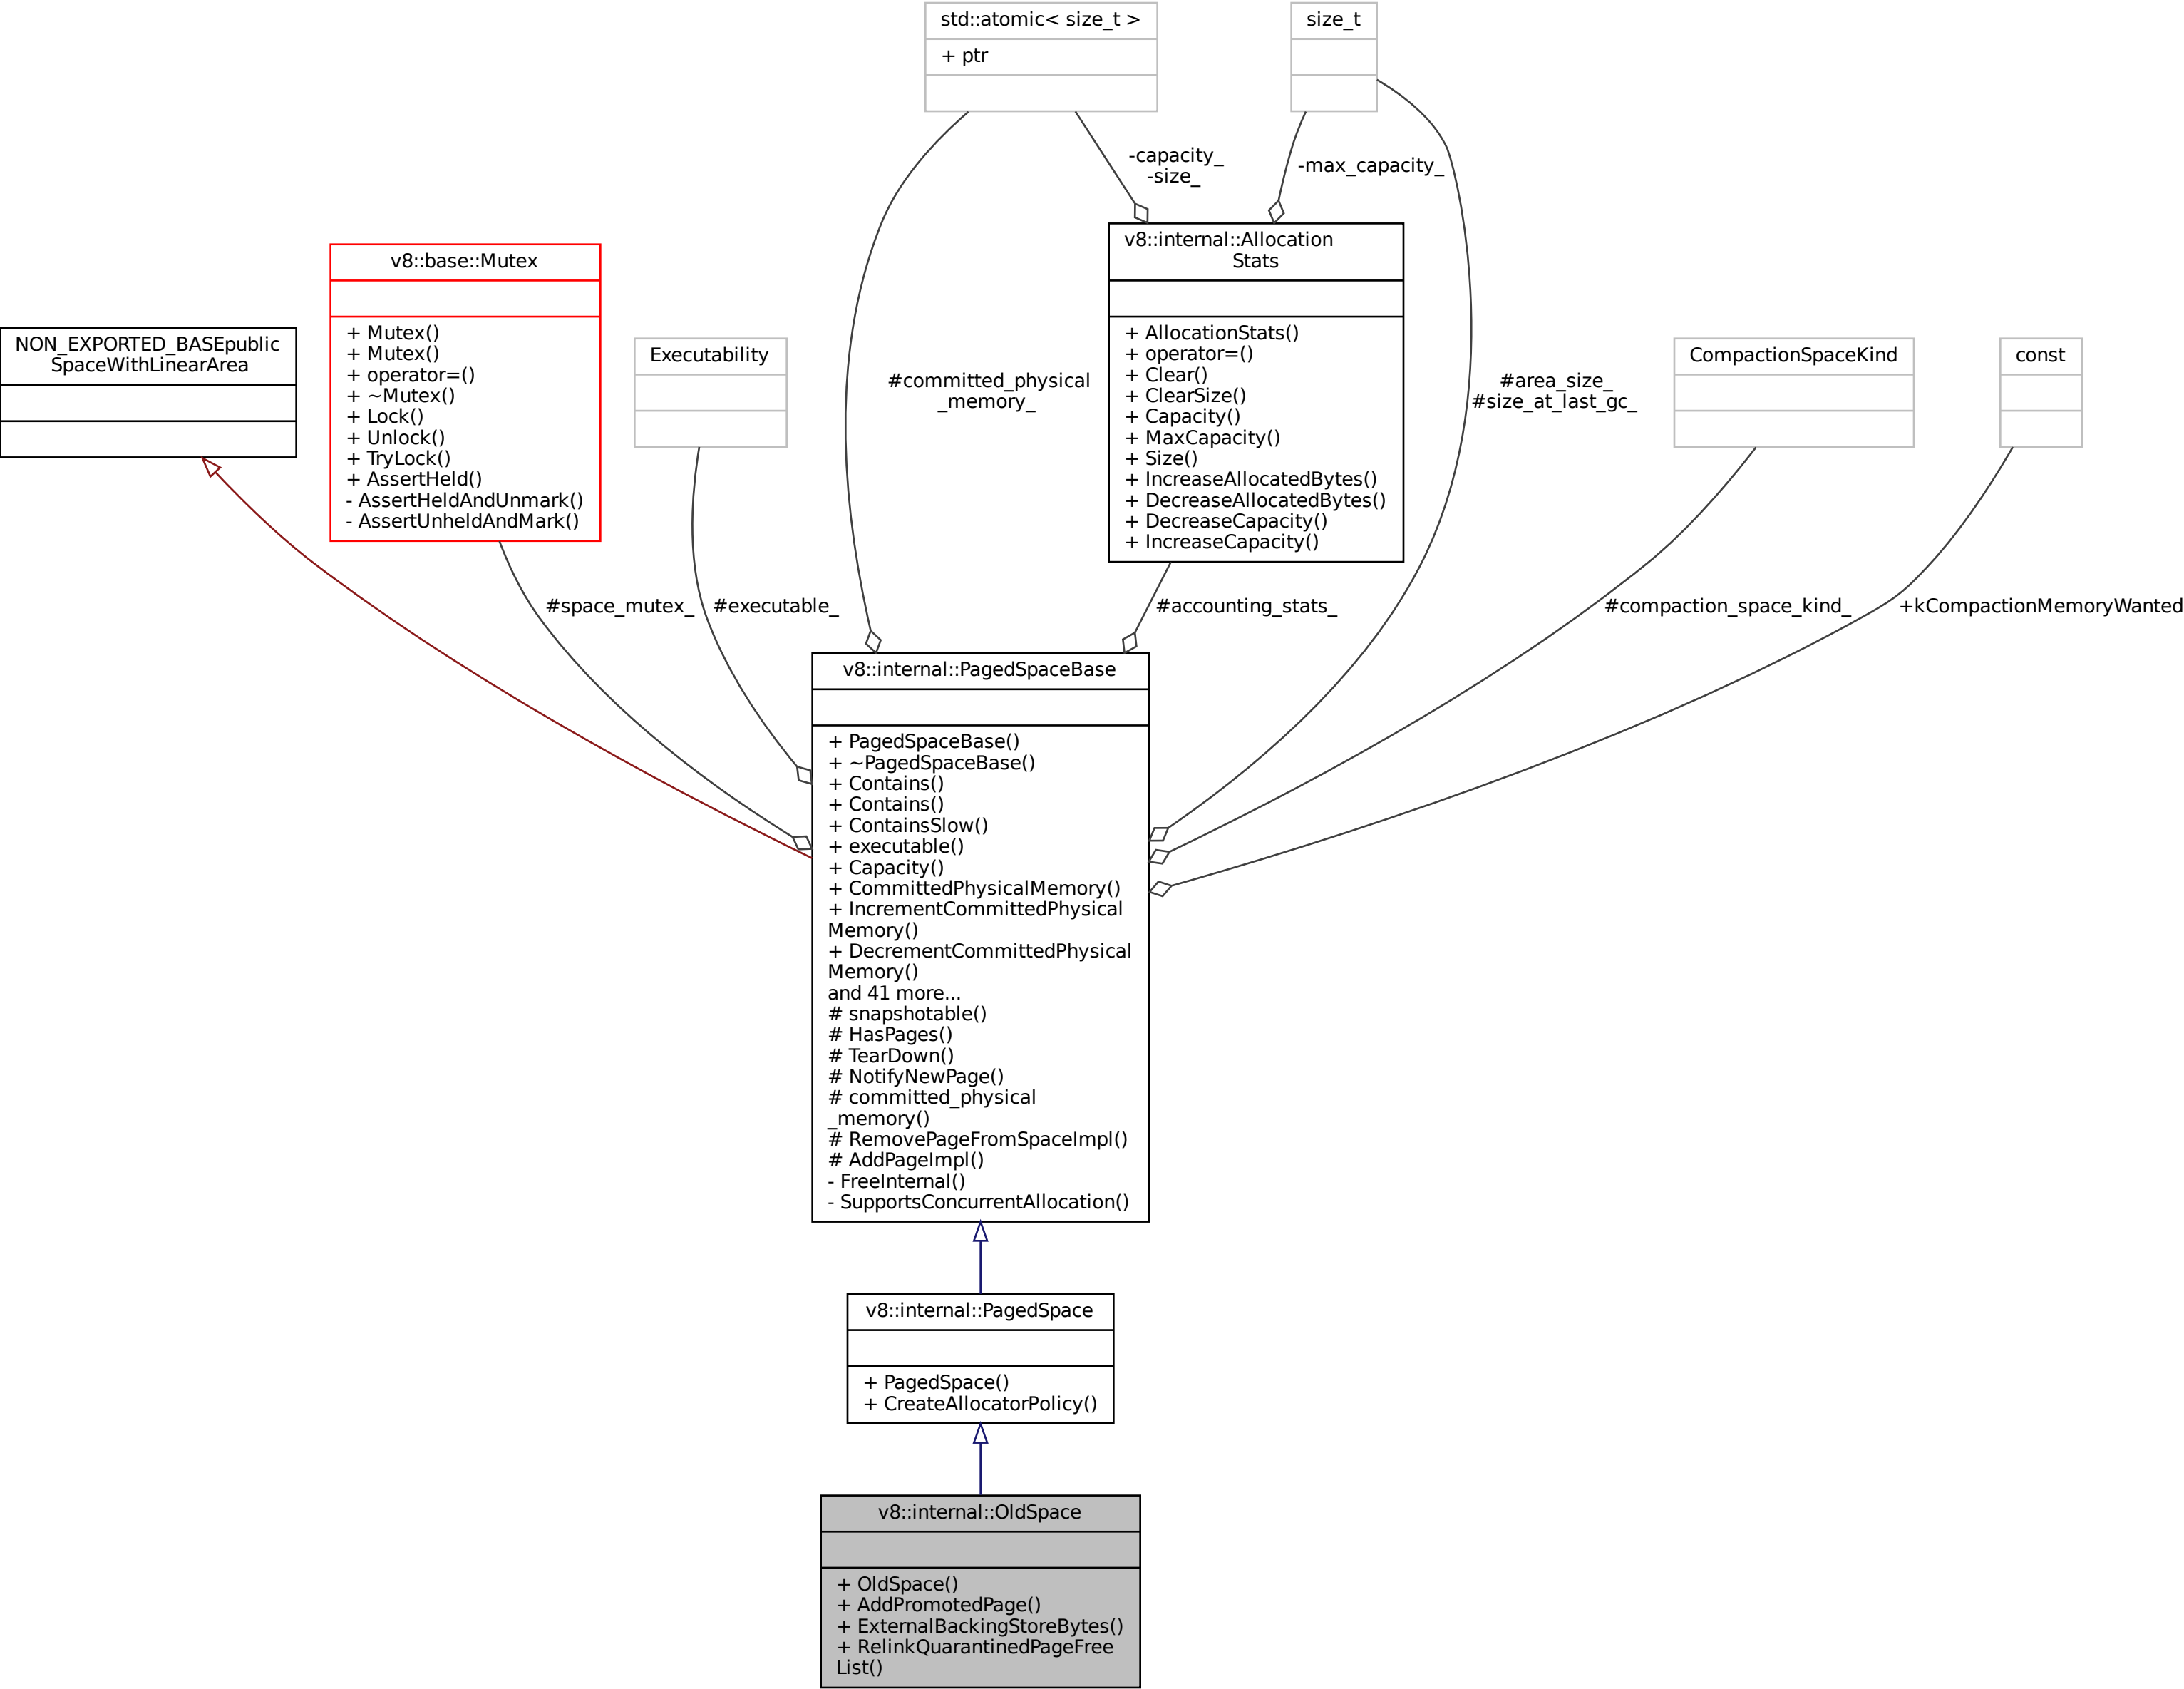 std::atomic< size_t >
+ ptr
size_t
-capacity_
-size_
-max_capacity_
v8::internal::Allocation
Stats
+ AllocationStats()
+ operator=()
+ Clear()
+ ClearSize()
+ Capacity()
+ MaxCapacity()
+ Size()
+ IncreaseAllocatedBytes()
+ DecreaseAllocatedBytes()
+ DecreaseCapacity()
+ IncreaseCapacity()
v8::base::Mutex
+ Mutex()
+ Mutex()
+ operator=()
+ ~Mutex()
+ Lock()
+ Unlock()
+ TryLock()
+ AssertHeld()
- AssertHeldAndUnmark()
- AssertUnheldAndMark()
NON_EXPORTED_BASEpublic
SpaceWithLinearArea
Executability
#committed_physical
_memory_
#area_size_
#size_at_last_gc_
CompactionSpaceKind
const
#space_mutex_
#executable_
#accounting_stats_
#compaction_space_kind_
+kCompactionMemoryWanted
v8::internal::PagedSpaceBase
+ PagedSpaceBase()
+ ~PagedSpaceBase()
+ Contains()
+ Contains()
+ ContainsSlow()
+ executable()
+ Capacity()
+ CommittedPhysicalMemory()
+ IncrementCommittedPhysical
Memory()
+ DecrementCommittedPhysical
Memory()
and 41 more...
# snapshotable()
# HasPages()
# TearDown()
# NotifyNewPage()
# committed_physical
_memory()
# RemovePageFromSpaceImpl()
# AddPageImpl()
- FreeInternal()
- SupportsConcurrentAllocation()
v8::internal::PagedSpace
+ PagedSpace()
+ CreateAllocatorPolicy()
v8::internal::OldSpace
+ OldSpace()
+ AddPromotedPage()
+ ExternalBackingStoreBytes()
+ RelinkQuarantinedPageFree
List()